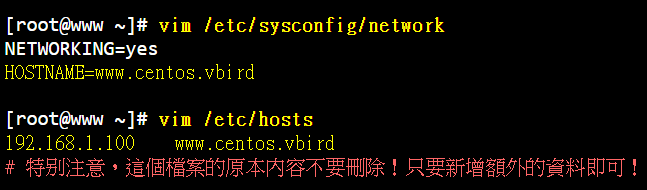 [root@www ~]# vim /etc/sysconfig/network
NETWORKING=yes
HOSTNAME=www.centos.vbird
[root@www ~]# vim /etc/hosts
192.168.1.100    www.centos.vbird
# 特別注意，這個檔案的原本內容不要刪除！只要新增額外的資料即可！